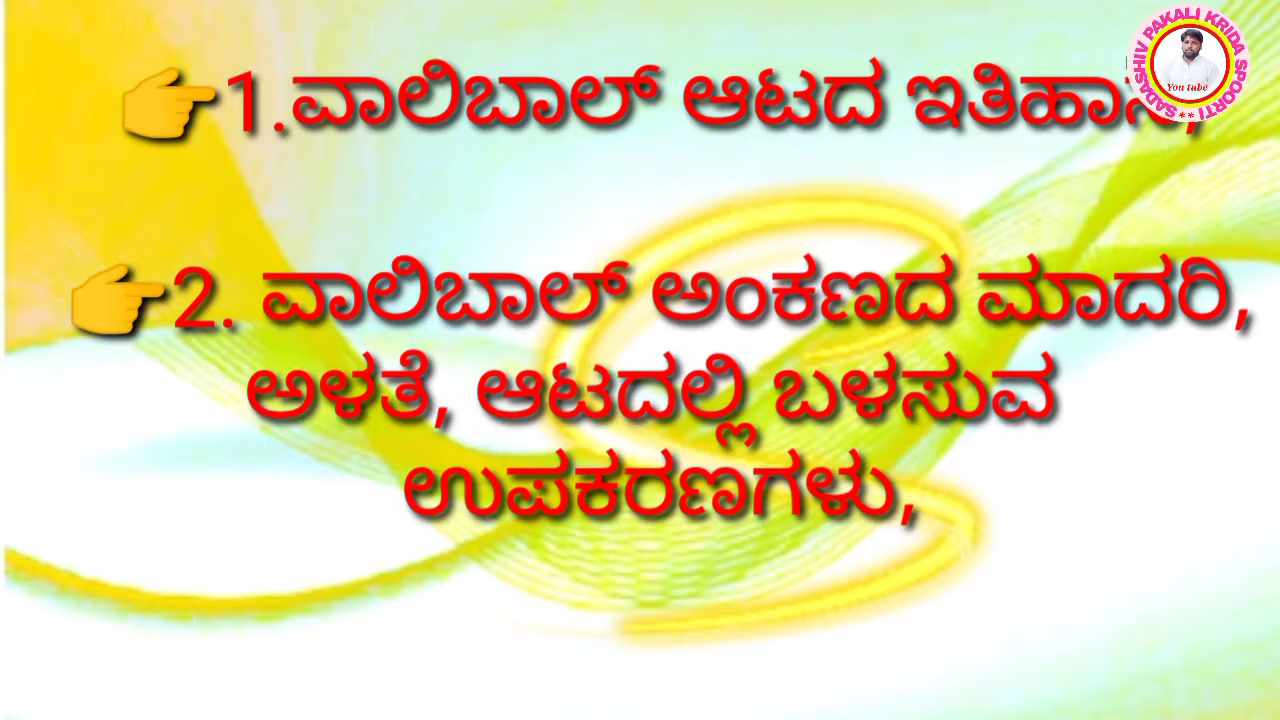 👉1.ವಾಲಿಬಾಲ್ ಆಟದ ಇತಿಹಾಸ,
👉2. ವಾಲಿಬಾಲ್ ಅಂಕಣದ ಮಾದರಿ,
ಅಳತೆ, ಆಟದಲ್ಲಿ ಬಳಸುವ
ಉಪಕರಣಗಳು,
SADASHIV PAKALI KRIDA SPOORTI **
You tube